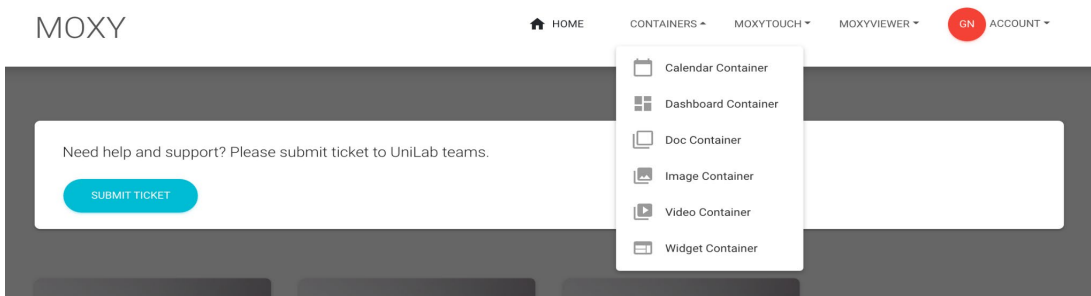 MOXY
HOME
CONTAINERS
MOXYTOUCH
MOXYVIEWER
GN
ACCOUNT
Calendar Container
Dashboard Container
Doc Container
Image Container
Video Container
Widget Container
Need help and support? Please submit ticket to UniLab teams.
SUBMIT TICKET